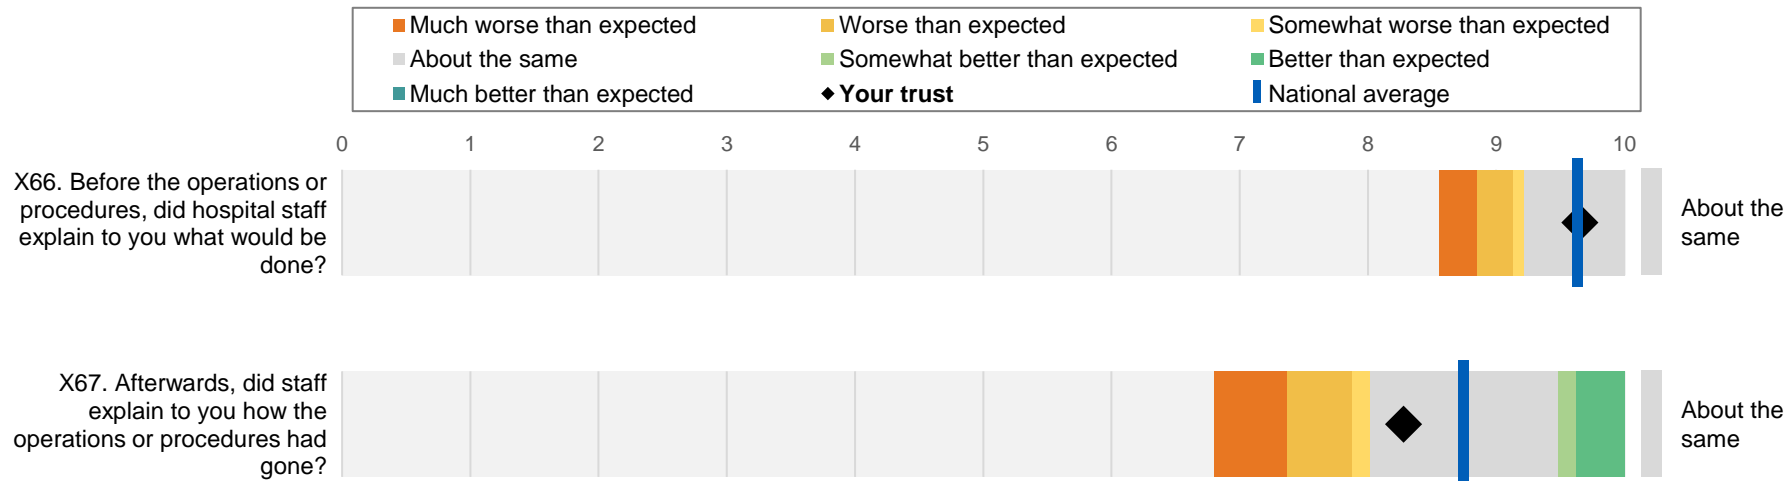 Much worse than expected
Worse than expected
Somewhat worse than expected
About the same
Somewhat better than expected
Better than expected
Much better than expected
Your trust
National average
0 1 2 3 4 5 6 7 8 9 10
X66. Before the operations or
procedures, did hospital staff
explain to you what would be
done?
About the
same
X67. Afterwards, did staff
explain to you how the
operations or procedures had
gone?
About the
same